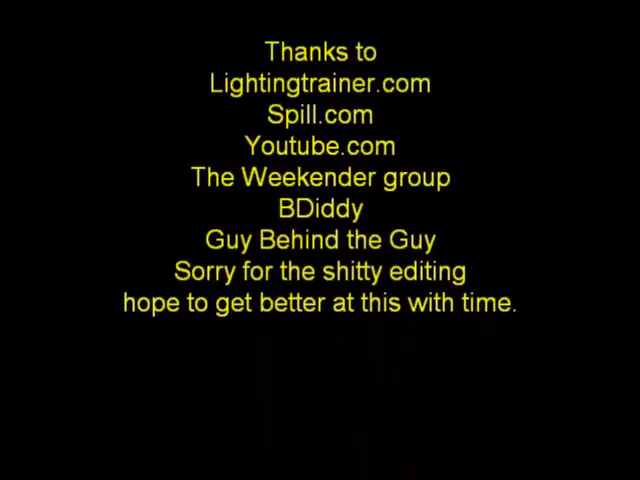 Thanks to
Lightingtrainer.com
Spill.com
Youtube.com
The Weekender group
BDiddy
Guy Behind the Guy
Sorry for the shitty editing
hope to get better at this with time.